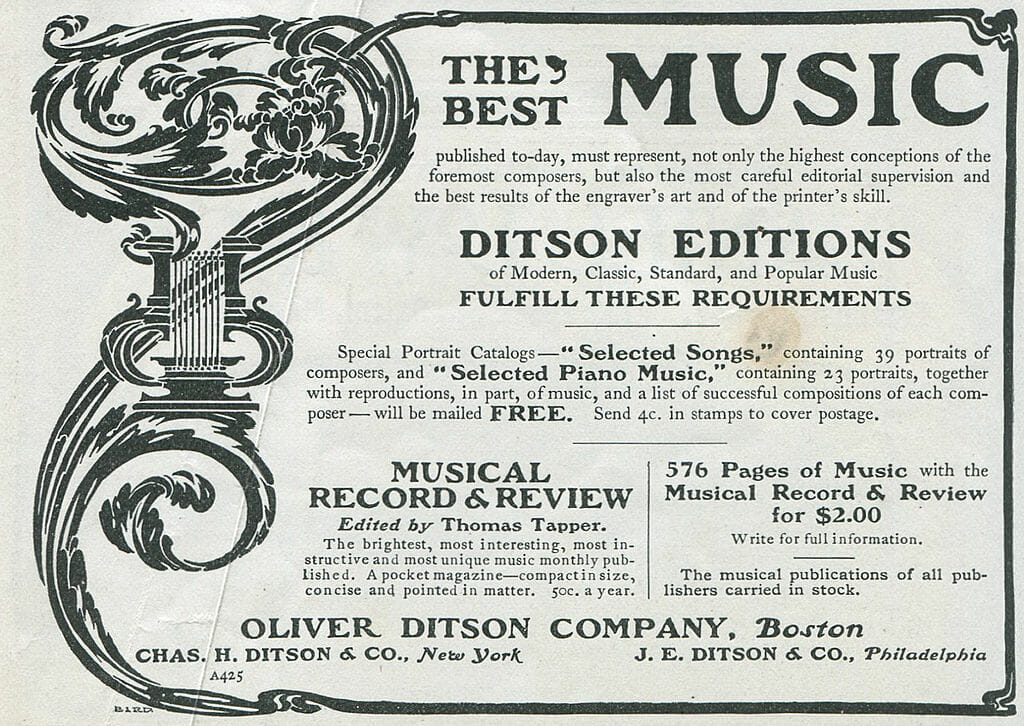 THE
BEST MUSIC
published to-day, must represent, not only the highest conceptions of the
foremost composers, but also the most careful editorial supervision and
the best results of the engraver's art and of the printer's skill.
DITSON EDITIONS
of Modern, Classic, Standard, and Popular Music
FULFILL THESE REQUIREMENTS
Special Portrait Catalogs—"Selected Songs," containing 39 portraits of
composers, and "Selected Piano Music," containing 23 portraits, together
with reproductions, in part, of music, and a list of successful compositions of each com-
poser—will be mailed FREE. Send 4c. in stamps to cover postage.
MUSICAL
RECORD & REVIEW
Edited by Thomas Tapper.
The brightest, most interesting, most in-
structive and most unique music monthly pub-
lished. A pocket magazine—compact in size,
concise and pointed in matter. 50c. a year.
576 Pages of Music with the
Musical Record & Review
for $2.00
Write for full information.
The musical publications of all pub-
lishers carried in stock.
OLIVER DITSON COMPANY, Boston
CHAS. H. DITSON & CO., New York J. E. DITSON & CO., Philadelphia
A425
BIRD